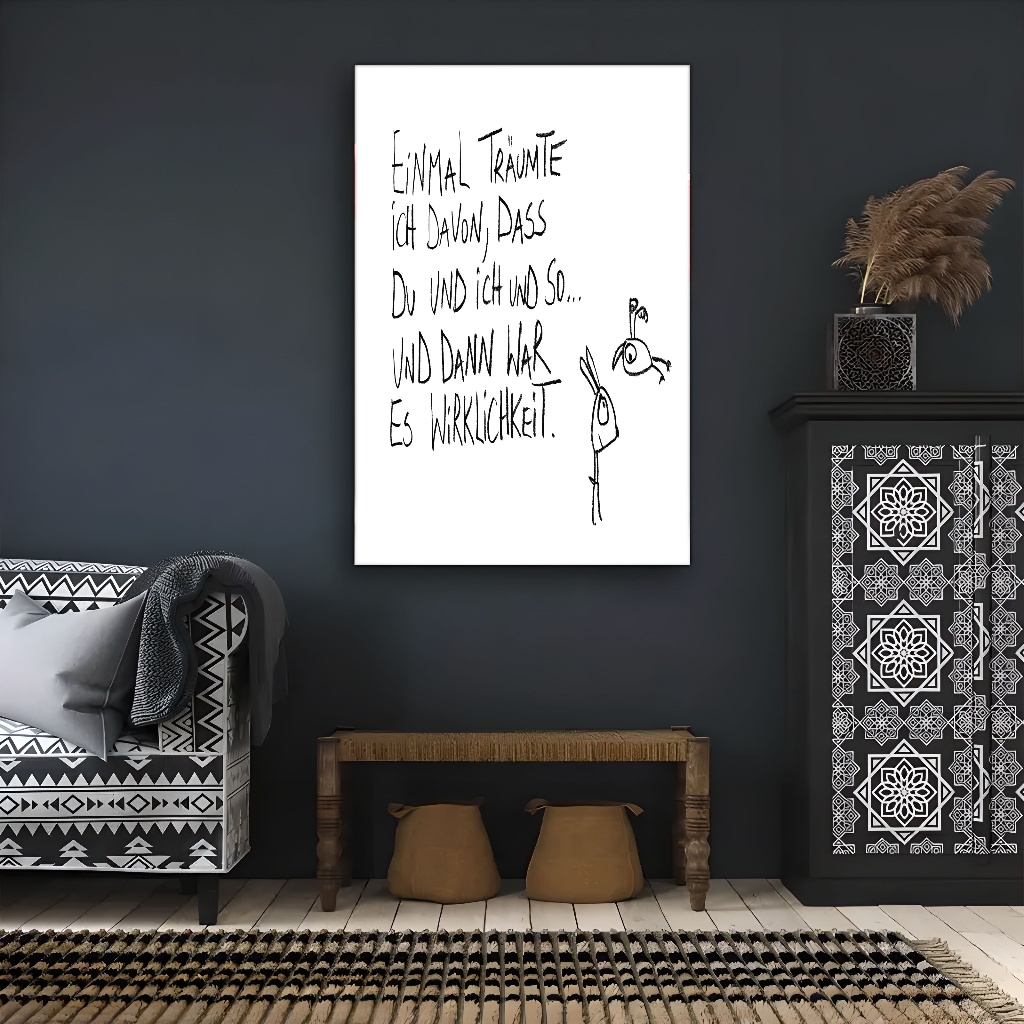 EiNMAL TRÄUMTE
iCH DAVON, DASS
DU UND iCH UND SO...
UND DANN WAR
ES WiRKLiCHKEiT.